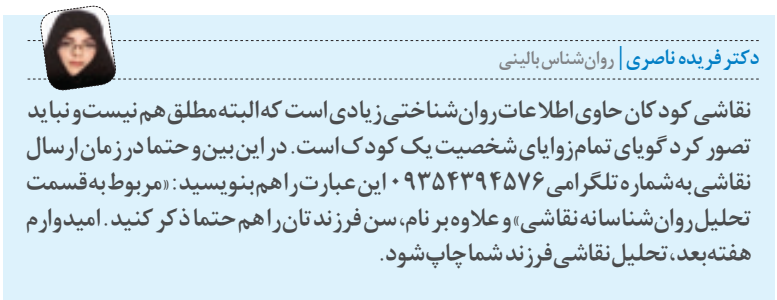 دکتر فریده ناصری | روان‌شناس بالینی
نقاشی کودکان حاوی اطلاعات روان‌شناختی زیادی است که البته مطلق هم نیست و نباید
تصور کرد گویای تمام زوایای شخصیت یک کودک است. در این بین و حتما در زمان ارسال
نقاشی به شماره تلگرامی ۰۹۳۵۴۳۹۴۵۷۶ این عبارت را هم بنویسید: «مربوط به قسمت
تحلیل روان‌شناسانه نقاشی» و علاوه بر نام، سن فرزندتان را هم حتما ذکر کنید. امیدوارم
هفته بعد، تحلیل نقاشی فرزند شما چاپ شود.